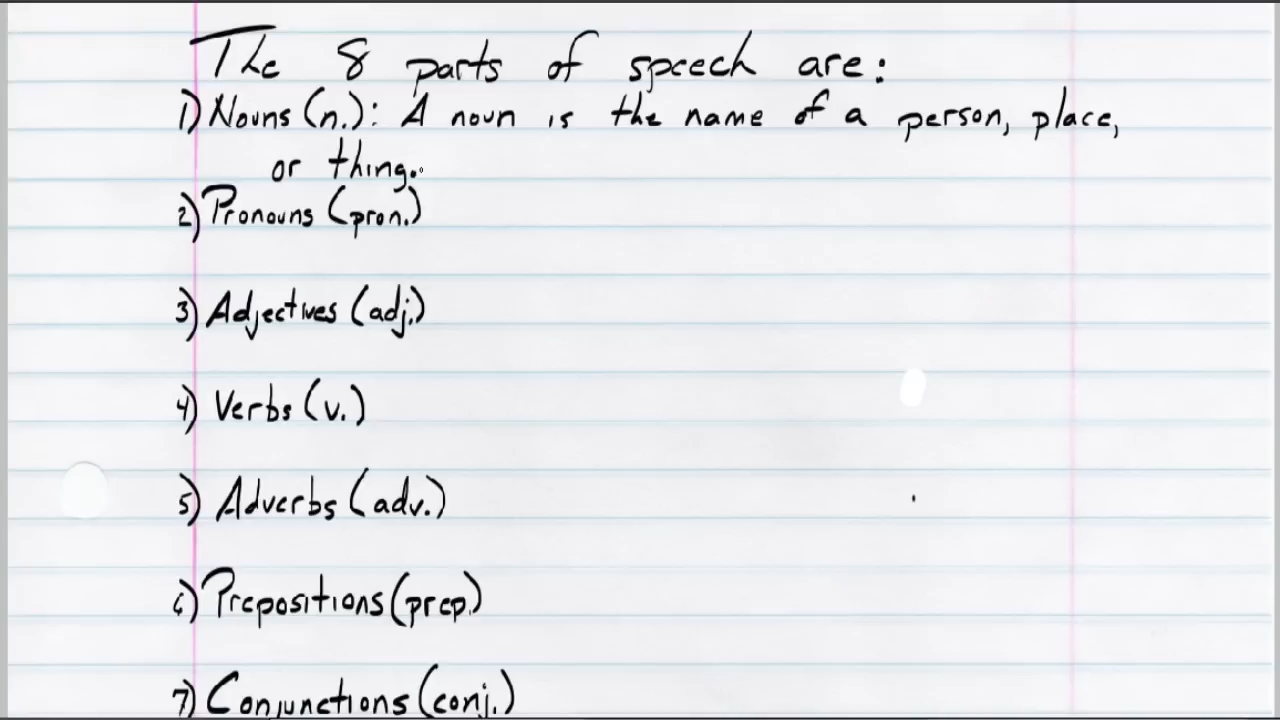 The 8 parts of speech are:
1) Nouns (n.): A noun is the name of a person, place,
or thing..
2) Pronouns (pron.)
3) Adjectives (adj.)
4) Verbs (v.)
5) Adverbs (adv.)
6) Prepositions (prep.)
7) Conjunctions (conj.)